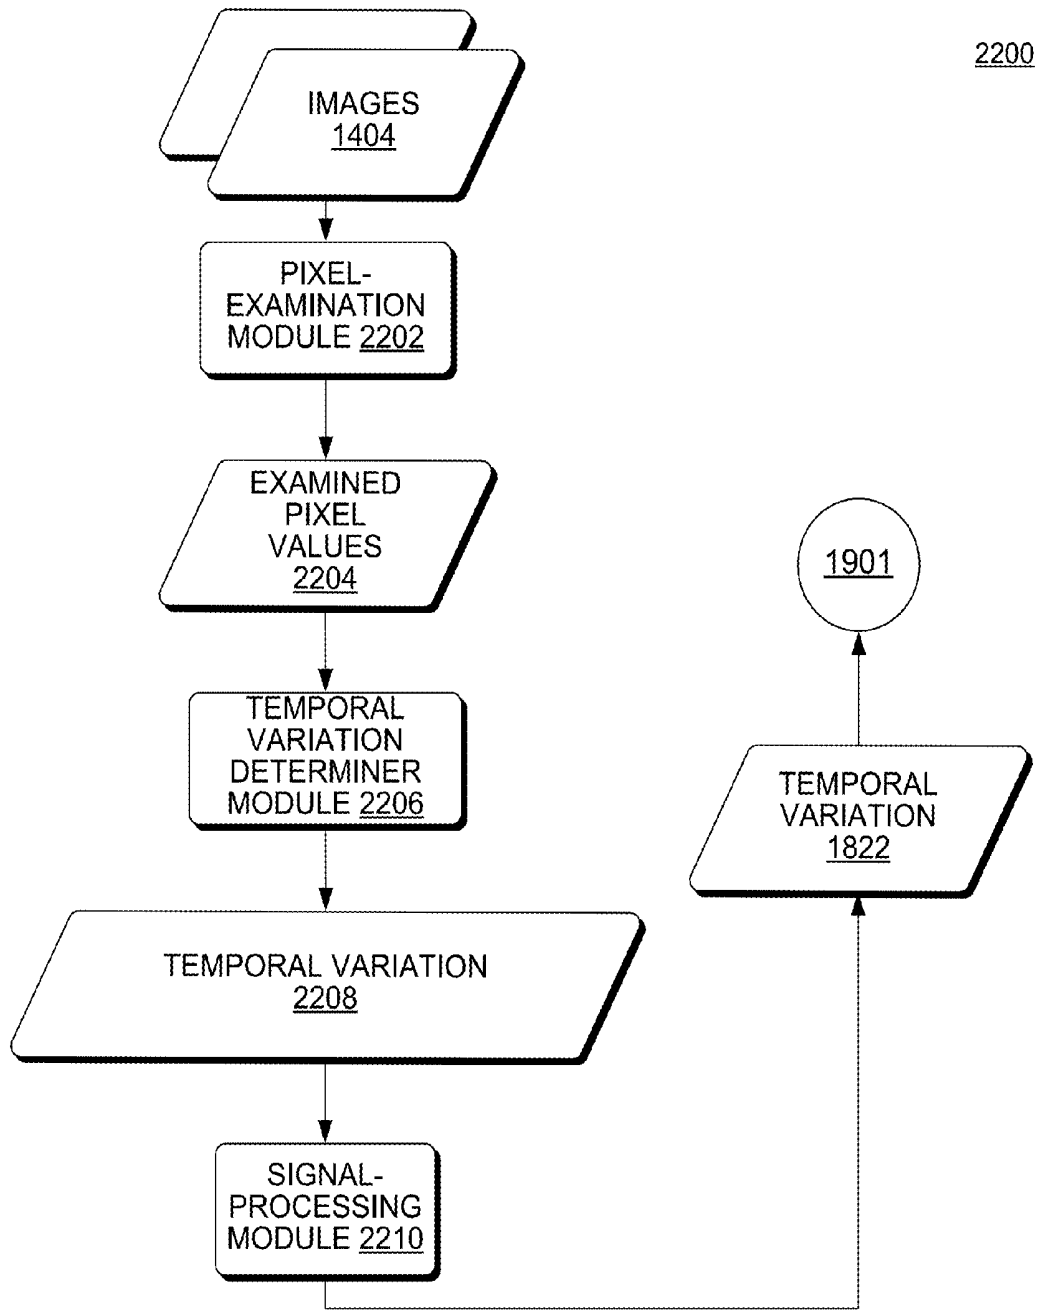 2200
IMAGES
1404
PIXEL-
EXAMINATION
MODULE 2202
EXAMINED
PIXEL
VALUES
2204
TEMPORAL
VARIATION
DETERMINER
MODULE 2206
TEMPORAL VARIATION
2208
SIGNAL-
PROCESSING
MODULE 2210
TEMPORAL
VARIATION
1822
1901